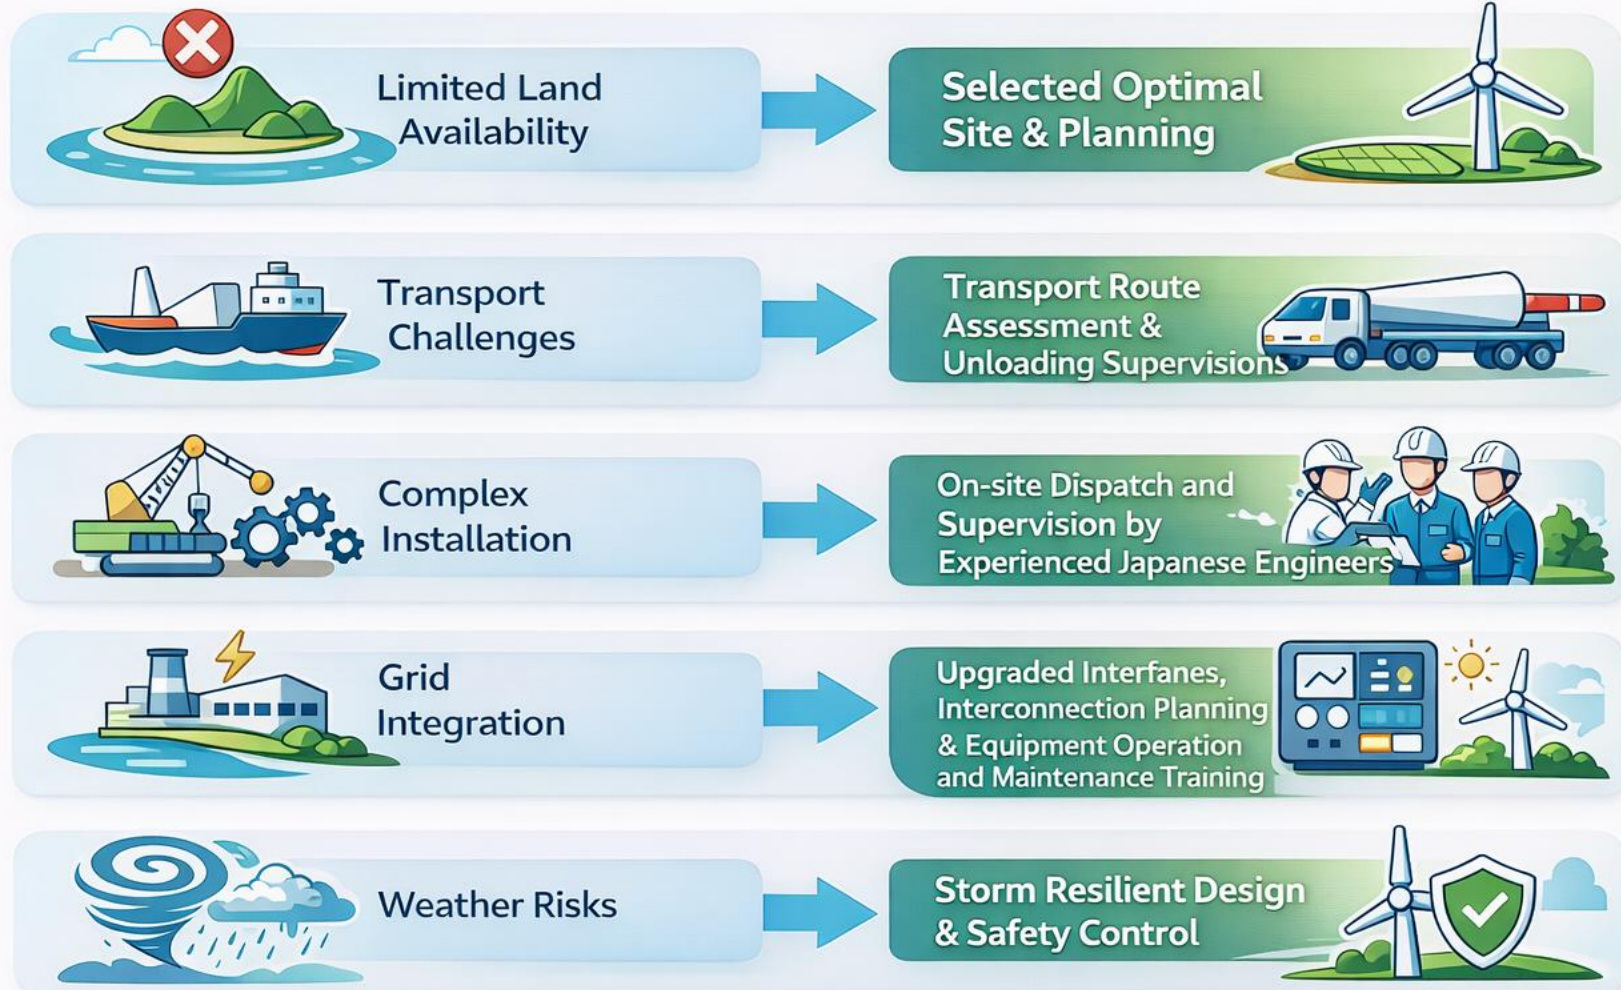 Limited Land
Availability
Selected Optimal
Site & Planning
Transport
Challenges
Transport Route
Assessment &
Unloading Supervisions
Complex
Installation
On-site Dispatch and
Supervision by
Experienced Japanese Engineers
Grid
Integration
Upgraded Interfanes,
Interconnection Planning
& Equipment Operation
and Maintenance Training
Weather Risks
Storm Resilient Design
& Safety Control